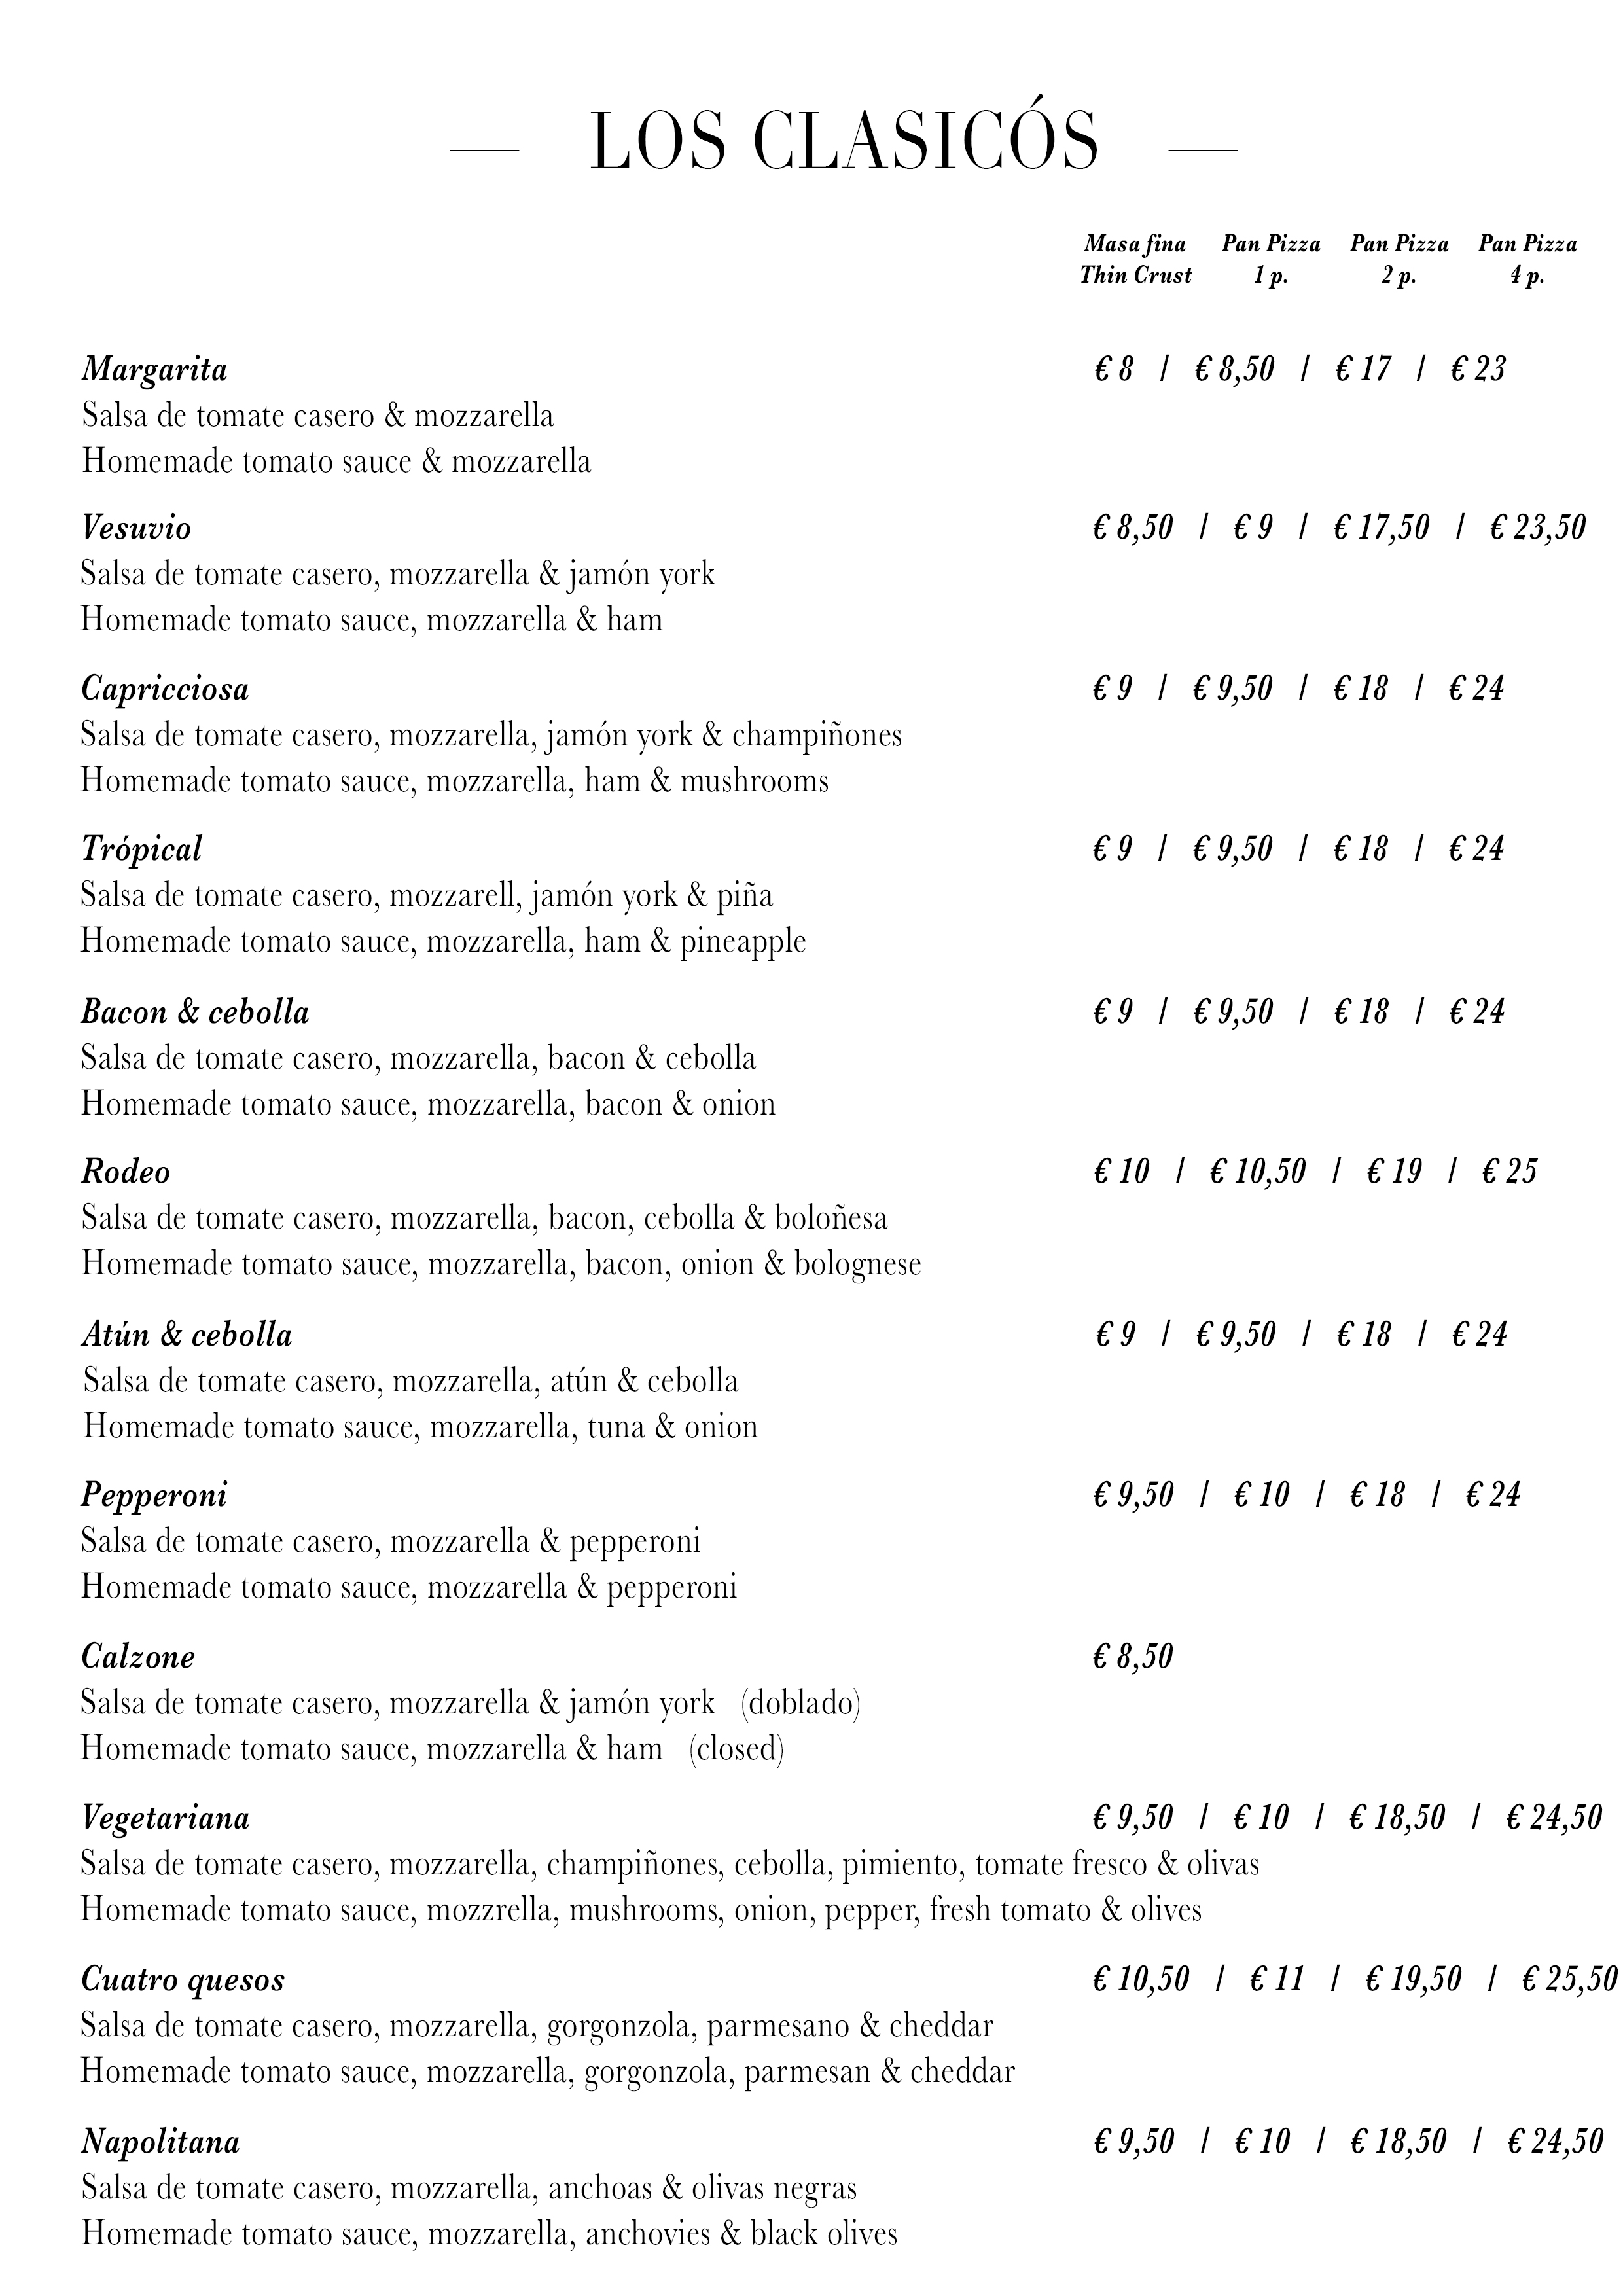 LOS CLASICÓS
Masa fina Pan Pizza Pan Pizza Pan Pizza
Thin Crust 1 p. 2 p. 4 p.
Margarita € 8 / € 8,50 / € 17 / € 23
Salsa de tomate casero & mozzarella
Homemade tomato sauce & mozzarella
Vesuvio € 8,50 / € 9 / € 17,50 / € 23,50
Salsa de tomate casero, mozzarella & jamón york
Homemade tomato sauce, mozzarella & ham
Capricciosa € 9 / € 9,50 / € 18 / € 24
Salsa de tomate casero, mozzarella, jamón york & champiñones
Homemade tomato sauce, mozzarella, ham & mushrooms
Trópical € 9 / € 9,50 / € 18 / € 24
Salsa de tomate casero, mozzarell, jamón york & piña
Homemade tomato sauce, mozzarella, ham & pineapple
Bacon & cebolla € 9 / € 9,50 / € 18 / € 24
Salsa de tomate casero, mozzarella, bacon & cebolla
Homemade tomato sauce, mozzarella, bacon & onion
Rodeo € 10 / € 10,50 / € 19 / € 25
Salsa de tomate casero, mozzarella, bacon, cebolla & boloñesa
Homemade tomato sauce, mozzarella, bacon, onion & bolognese
Atún & cebolla € 9 / € 9,50 / € 18 / € 24
Salsa de tomate casero, mozzarella, atún & cebolla
Homemade tomato sauce, mozzarella, tuna & onion
Pepperoni € 9,50 / € 10 / € 18 / € 24
Salsa de tomate casero, mozzarella & pepperoni
Homemade tomato sauce, mozzarella & pepperoni
Calzone € 8,50
Salsa de tomate casero, mozzarella & jamón york (doblado)
Homemade tomato sauce, mozzarella & ham (closed)
Vegetariana € 9,50 / € 10 / € 18,50 / € 24,50
Salsa de tomate casero, mozzarella, champiñones, cebolla, pimiento, tomate fresco & olivas
Homemade tomato sauce, mozzrella, mushrooms, onion, pepper, fresh tomato & olives
Cuatro quesos € 10,50 / € 11 / € 19,50 / € 25,50
Salsa de tomate casero, mozzarella, gorgonzola, parmesano & cheddar
Homemade tomato sauce, mozzarella, gorgonzola, parmesan & cheddar
Napolitana € 9,50 / € 10 / € 18,50 / € 24,50
Salsa de tomate casero, mozzarella, anchoas & olivas negras
Homemade tomato sauce, mozzarella, anchovies & black olives